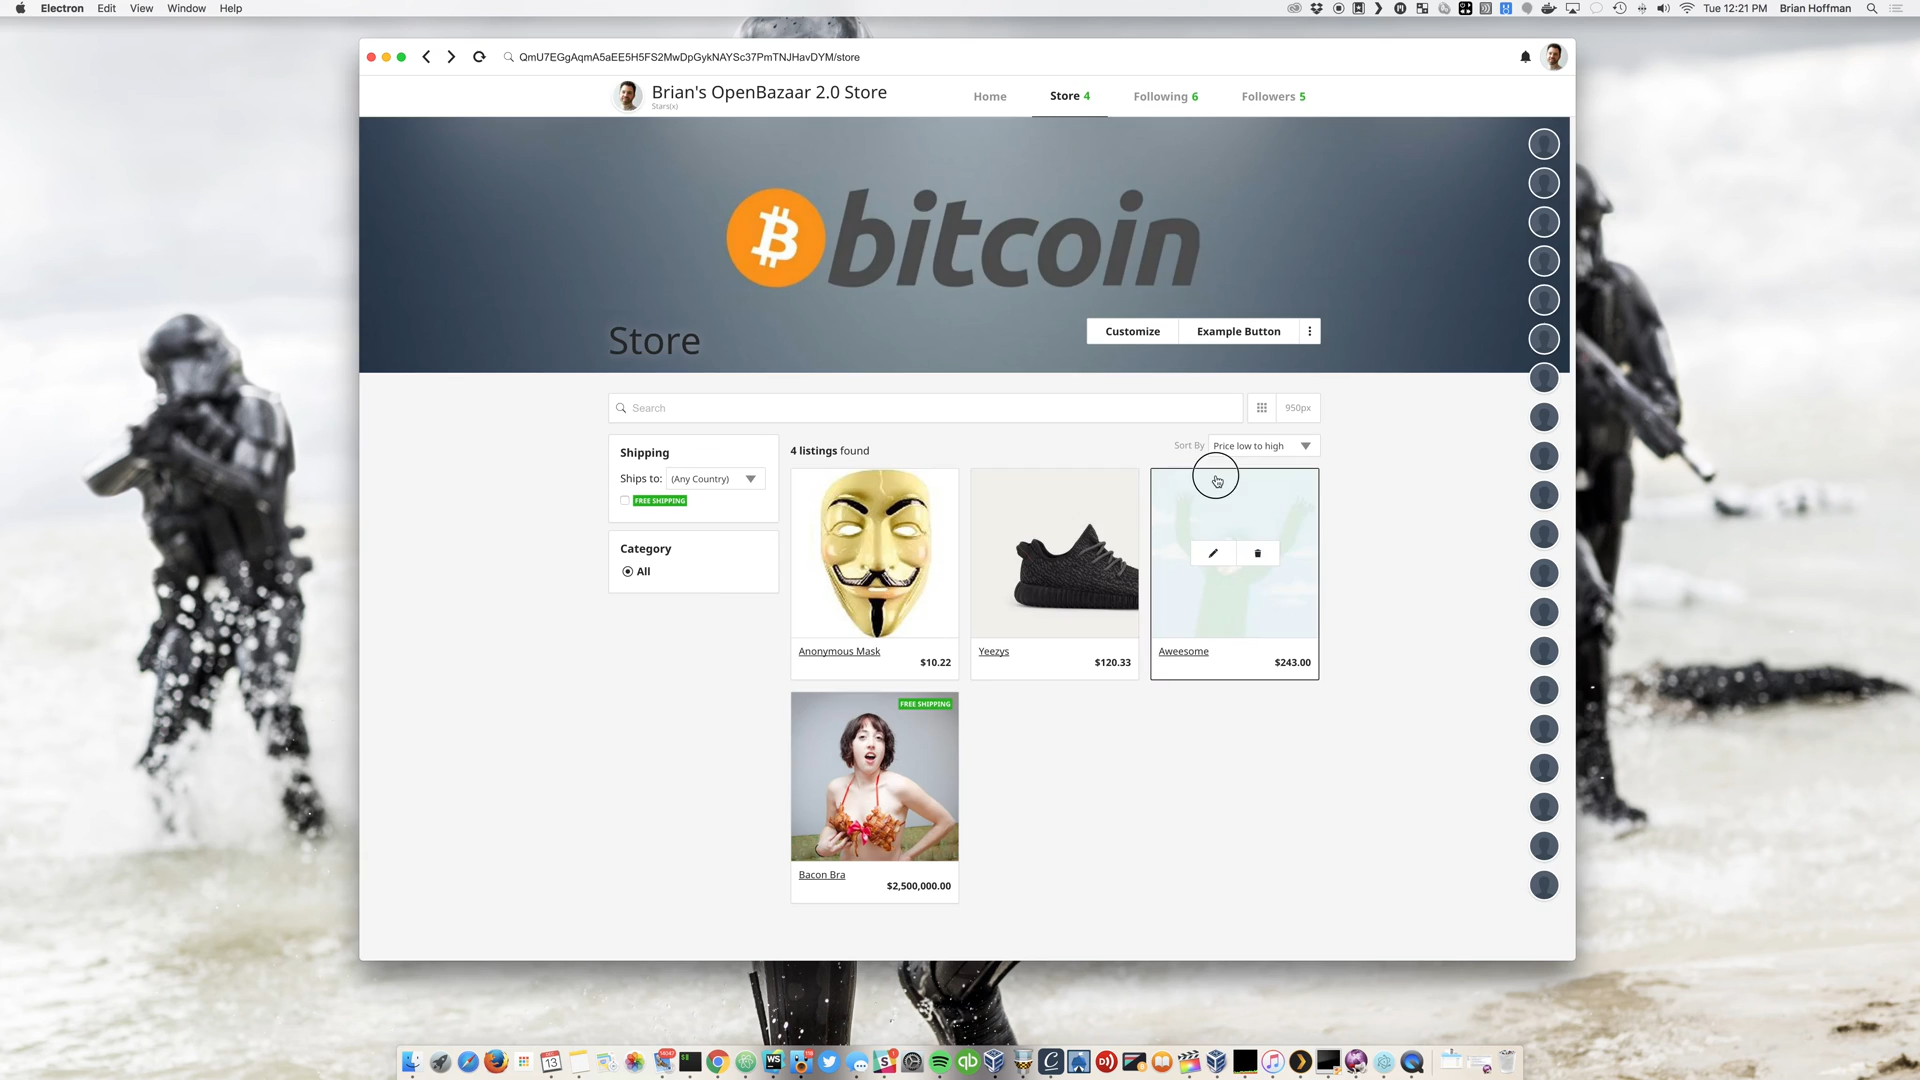 Electron Edit View Window Help
Tue 12:21 PM Brian Hoffman
QmU7EGgAqmA5aEE5H5FS2MwDpGykNAYSc37PmTNJHavDYM/store
Brian's OpenBazaar 2.0 Store
Stars(x)
Home Store 4 Following 6 Followers 5
bitcoin
Store
Customize Example Button
Search
950px
Shipping
Ships to: (Any Country)
FREE SHIPPING
Category
All
4 listings found
Sort By Price low to high
Anonymous Mask
$10.22
Yeezys
$120.33
Aweesome
$243.00
FREE SHIPPING
Bacon Bra
$2,500,000.00
13
WS